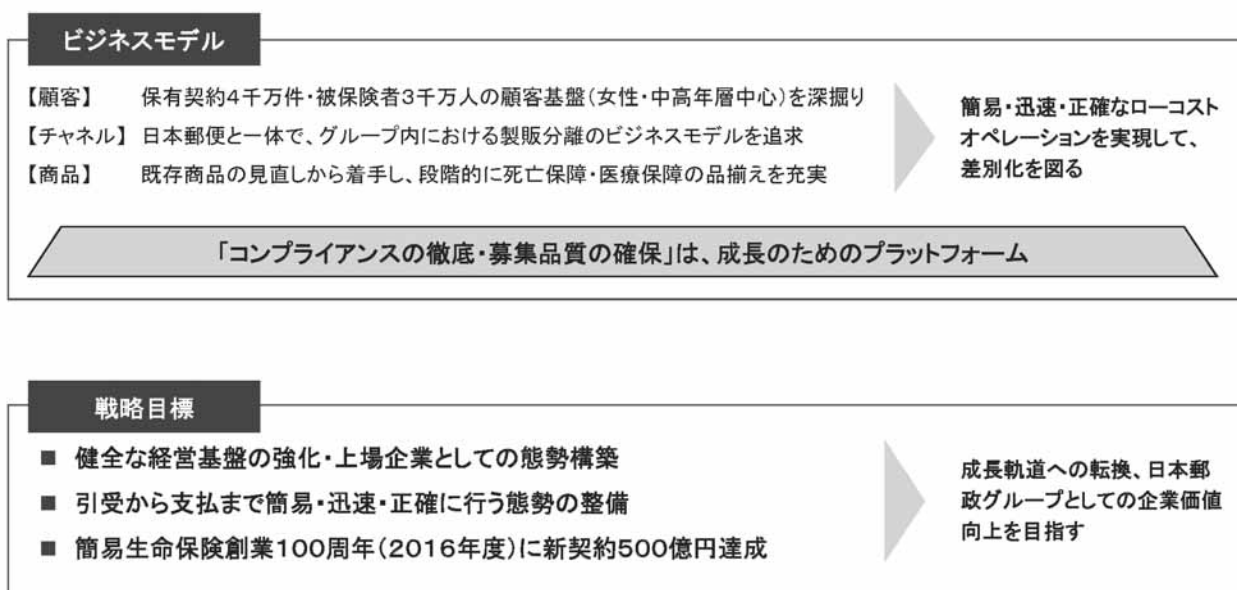 ビジネスモデル
【顧客】 保有契約4千万件・被保険者3千万人の顧客基盤（女性・中高年層中心）を深掘り
【チャネル】 日本郵便と一体で、グループ内における製販分離のビジネスモデルを追求
【商品】 既存商品の見直しから着手し、段階的に死亡保障・医療保障の品揃えを充実
簡易・迅速・正確なローコスト
オペレーションを実現して、
差別化を図る
「コンプライアンスの徹底・募集品質の確保」は、成長のためのプラットフォーム
戦略目標
■ 健全な経営基盤の強化・上場企業としての態勢構築
■ 引受から支払まで簡易・迅速・正確に行う態勢の整備
■ 簡易生命保険創業100周年（2016年度）に新契約500億円達成
成長軌道への転換、日本郵
政グループとしての企業価値
向上を目指す